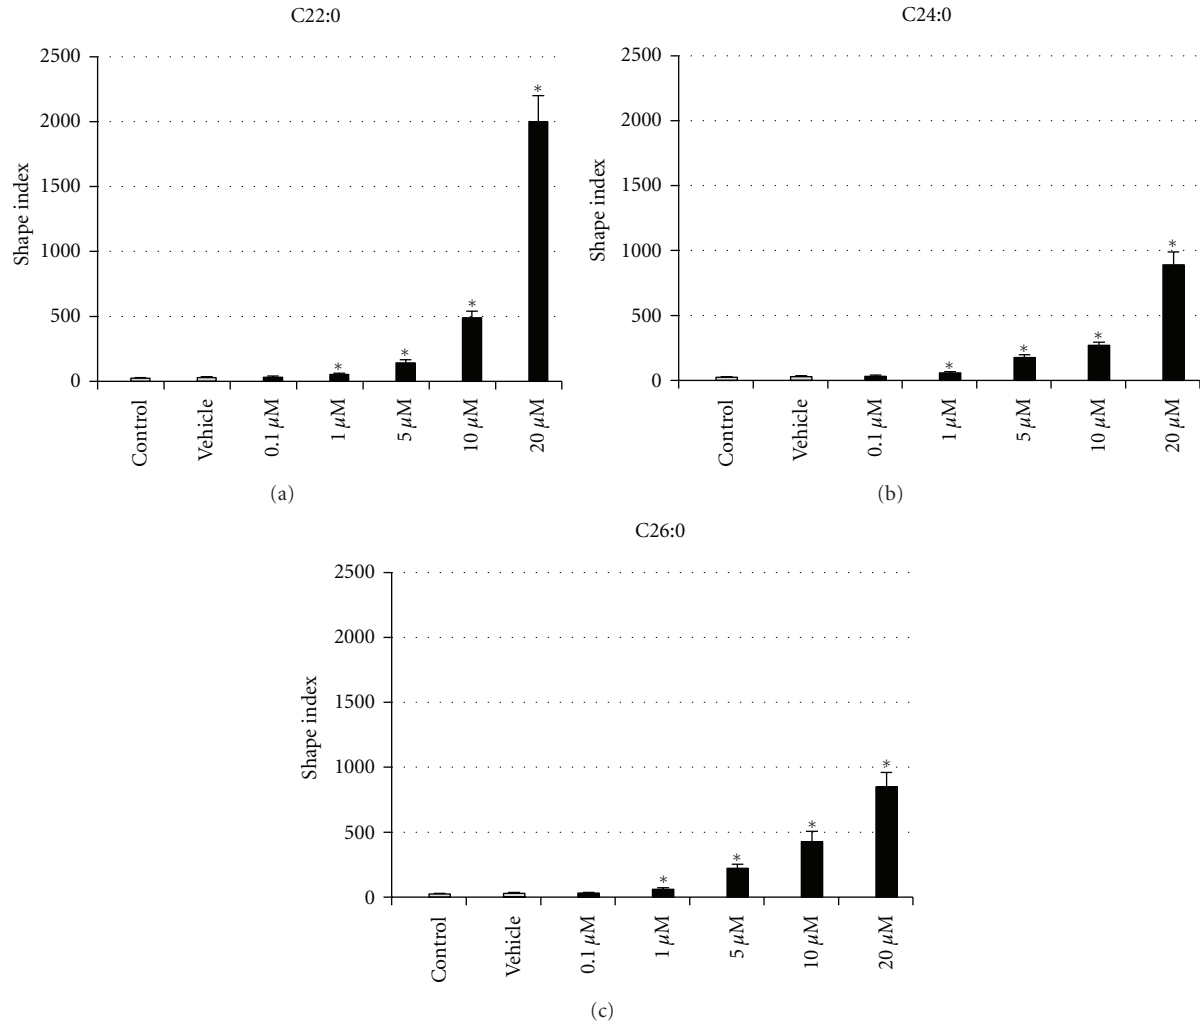 C22:0
2500
2000
1500
1000
500
0
Shape index
*
*
*
*
Control
Vehicle
0.1 μM
1 μM
5 μM
10 μM
20 μM
(a)
C24:0
2500
2000
1500
1000
500
0
Shape index
*
*
*
*
Control
Vehicle
0.1 μM
1 μM
5 μM
10 μM
20 μM
(b)
C26:0
2500
2000
1500
1000
500
0
Shape index
*
*
*
*
Control
Vehicle
0.1 μM
1 μM
5 μM
10 μM
20 μM
(c)